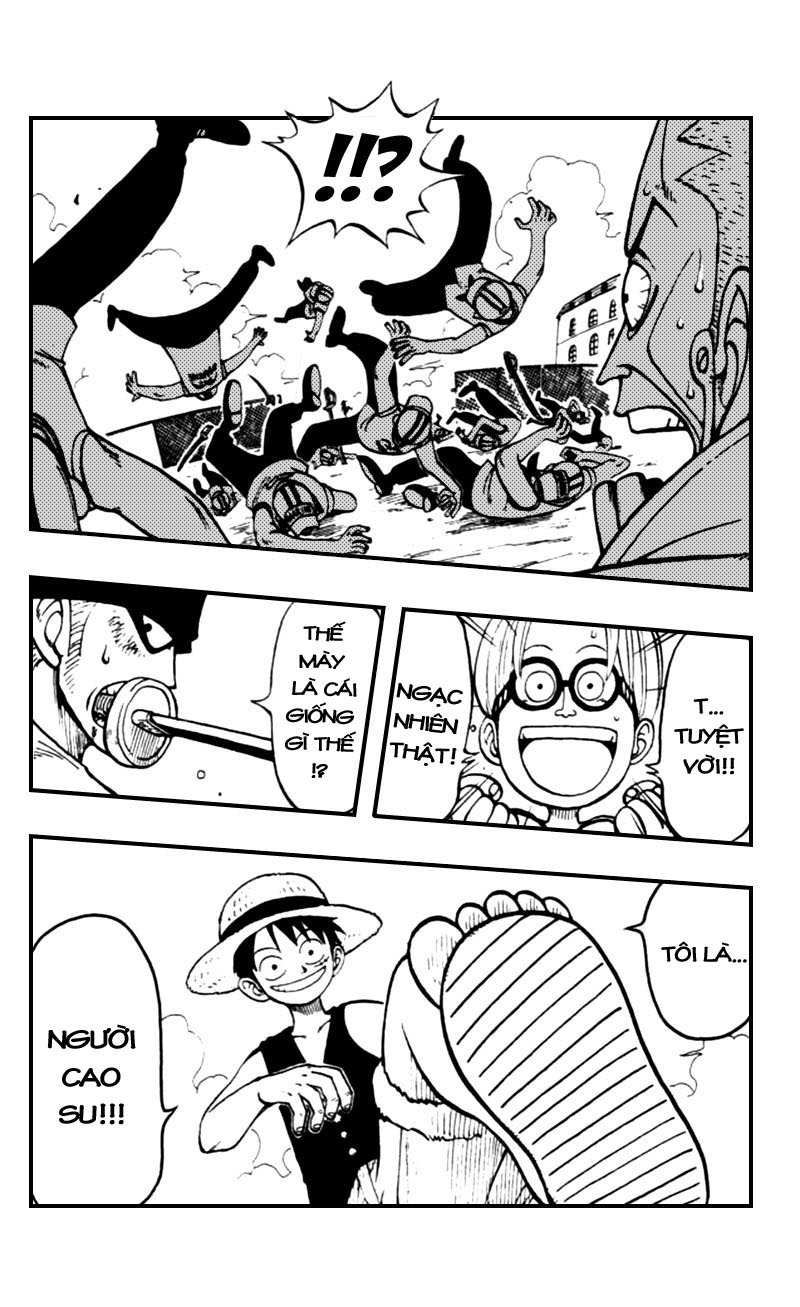 !!?
T...
TUYỆT
VỜI!!
NGẠC
NHIÊN
THẬT!
THẾ
MÀY
LÀ CÁI
GIỐNG
GÌ THẾ
!?
TÔI LÀ...
NGƯỜI
CAO
SU!!!